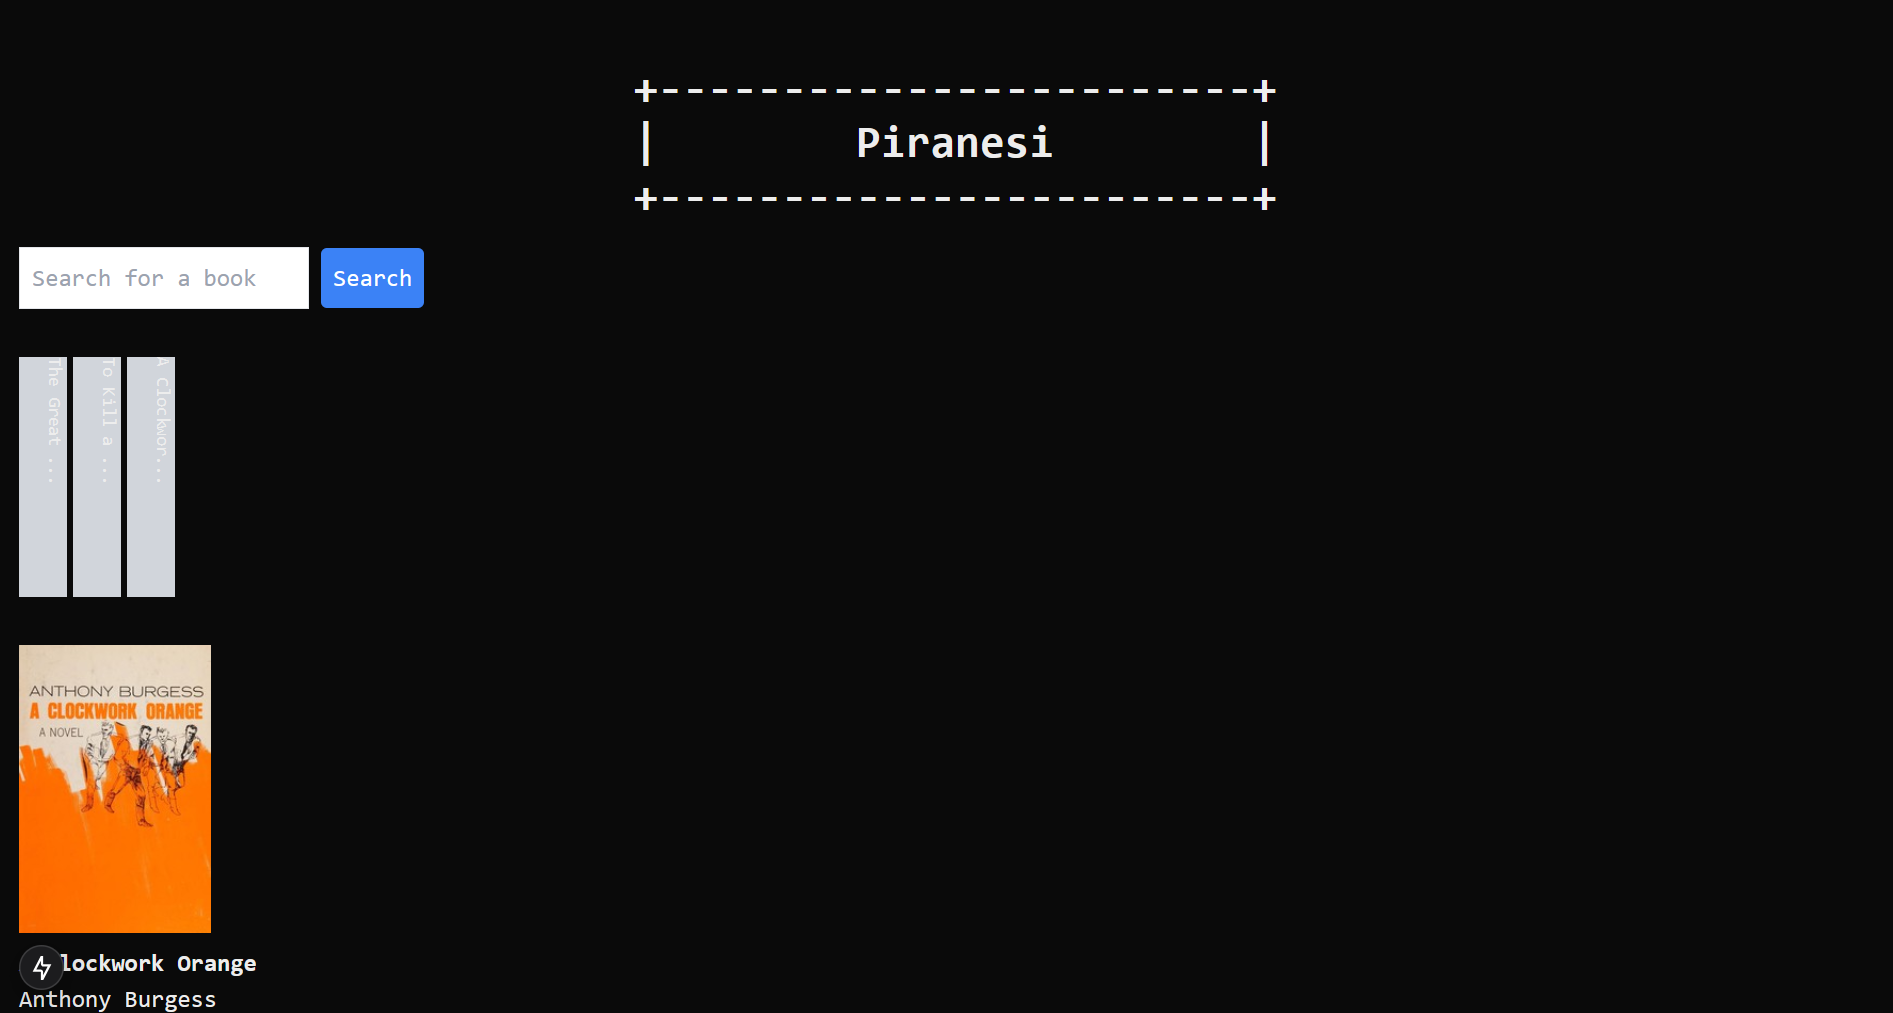 +------------------------+
| Piranesi |
+------------------------+
Search for a book
Search
The Great ...
To Kill a ...
A Clockwor...
ANTHONY BURGESS
A CLOCKWORK ORANGE
A NOVEL
lockwork Orange
Anthony Burgess